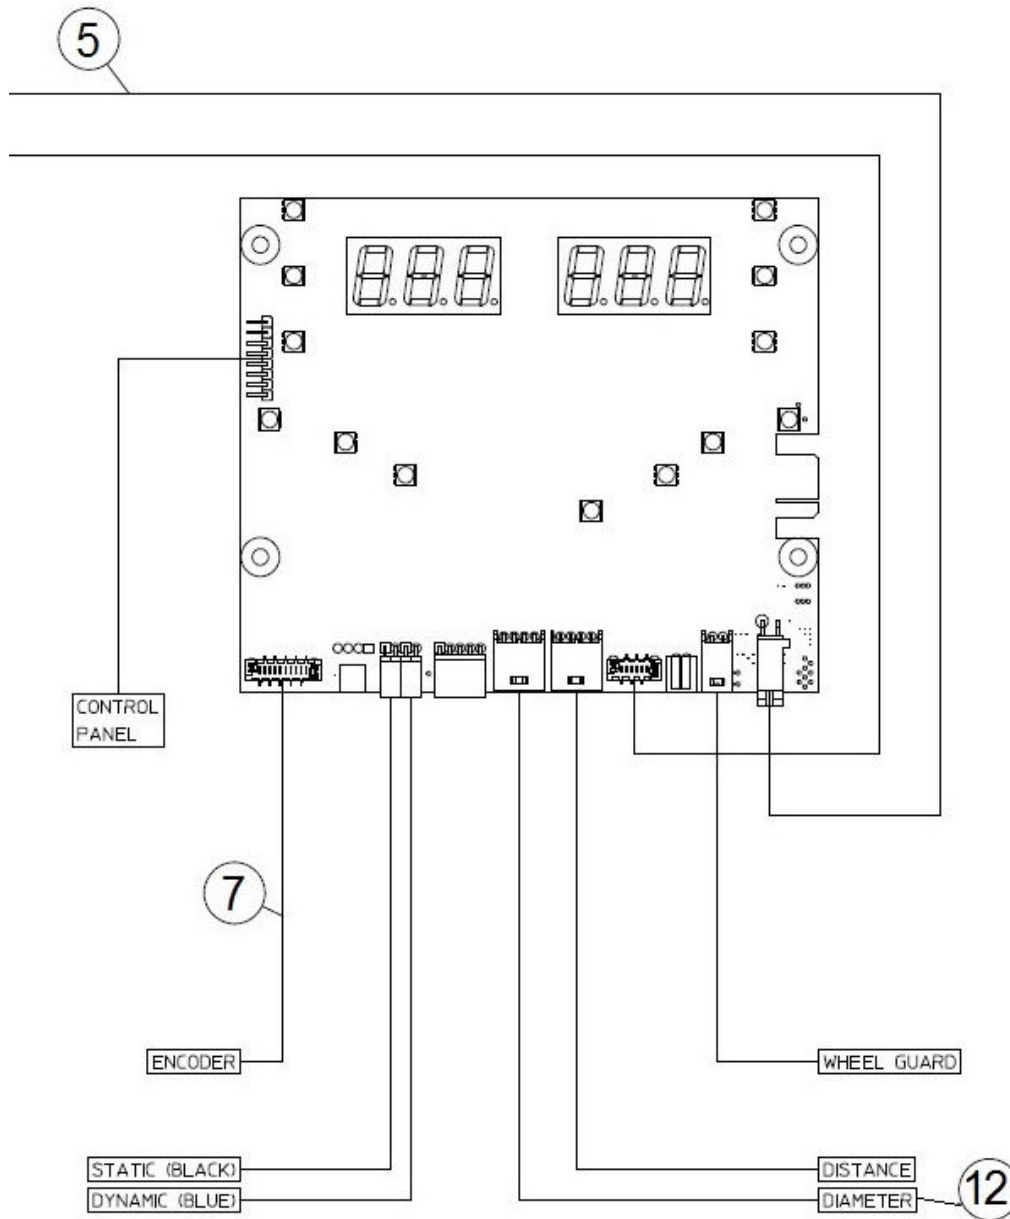 5
CONTROL
PANEL
7
ENCODER
WHEEL GUARD
STATIC (BLACK)
DISTANCE
DYNAMIC (BLUE)
DIAMETER
12